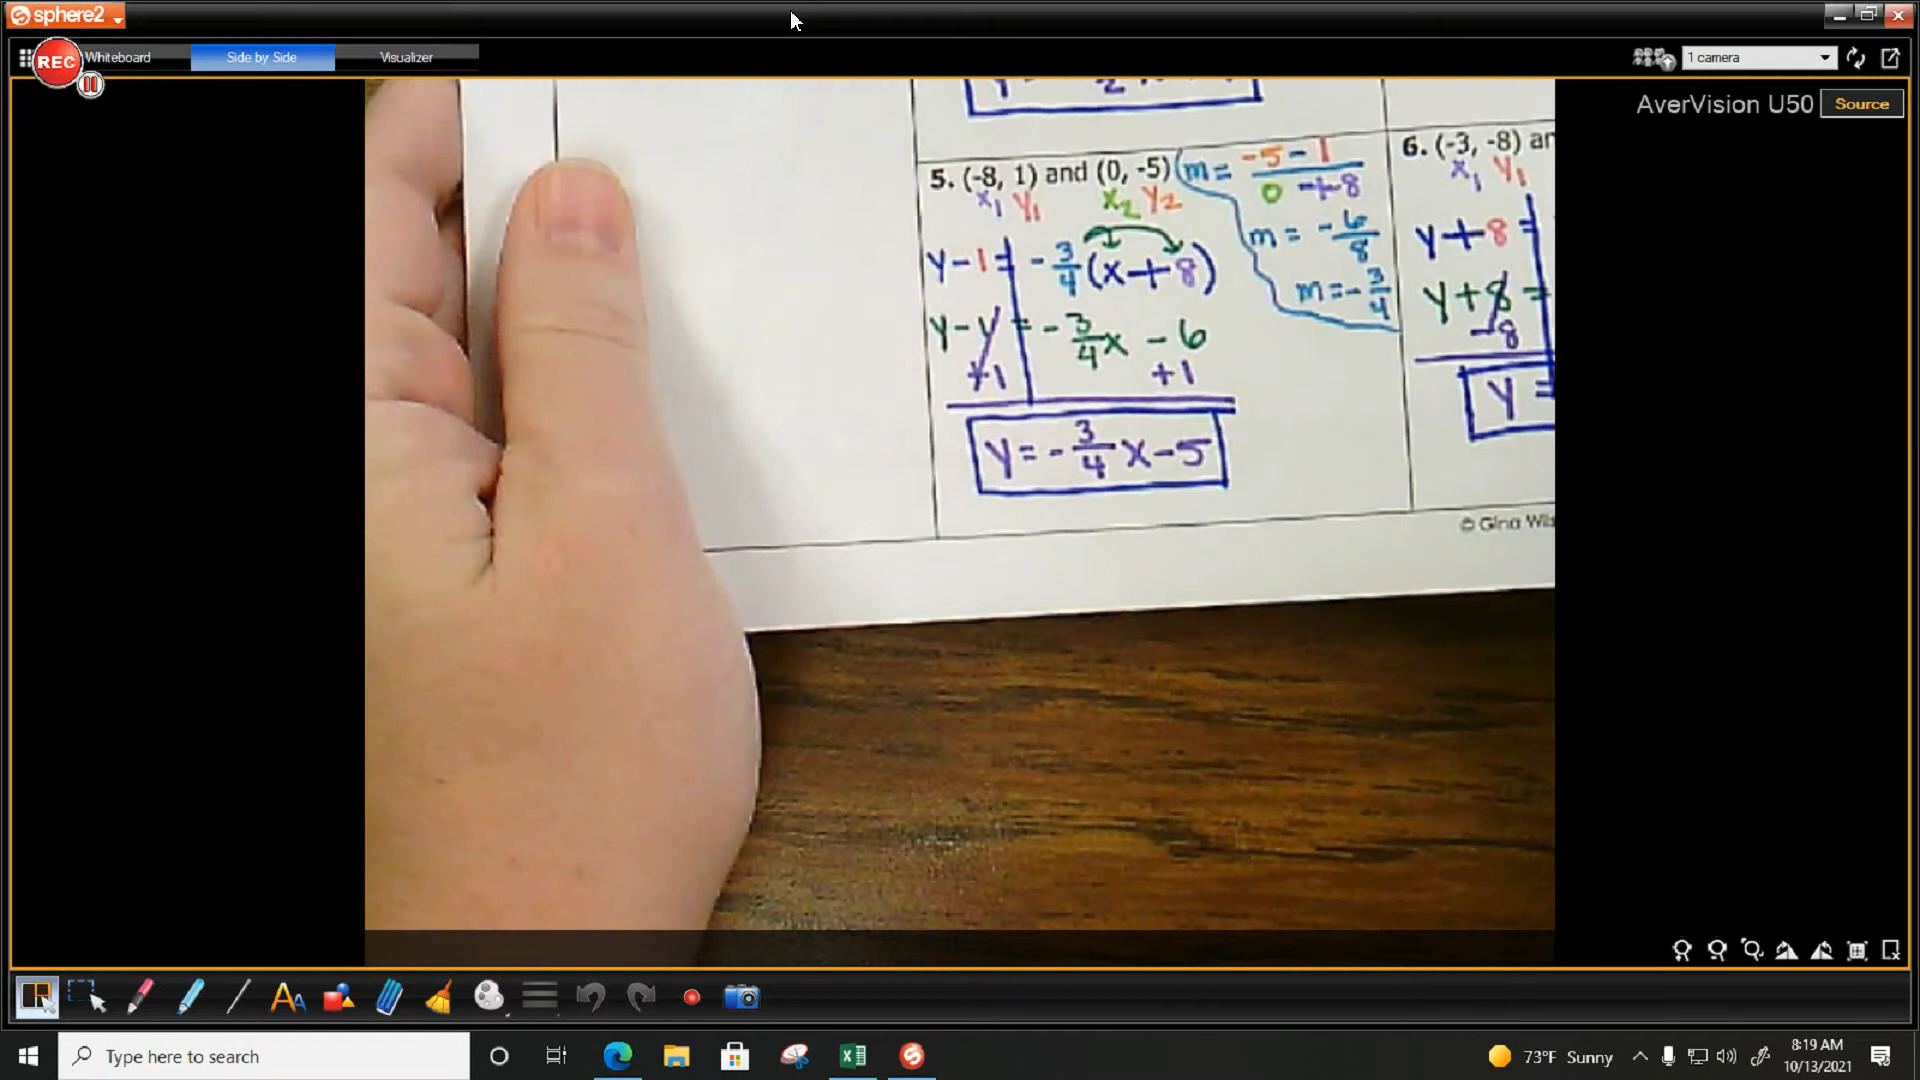 sphere2
REC
Whiteboard
Side by Side
Visualizer
1 camera
AverVision U50
Source
5. (-8, 1) and (0, -5)
x₁ y₁ x₂ y₂
m = -5 - 1 / 0 - + 8
m = - 6/8
m = - 3/4
y - 1 = - 3/4 (x + 8)
y - 1 = - 3/4 x - 6
+1 +1
y = - 3/4 x - 5
6. (-3, -8)
x₁ y₁
y + 8 =
y + 8 =
- 8
y =
© Gina
Type here to search
73°F Sunny
8:19 AM
10/13/2021